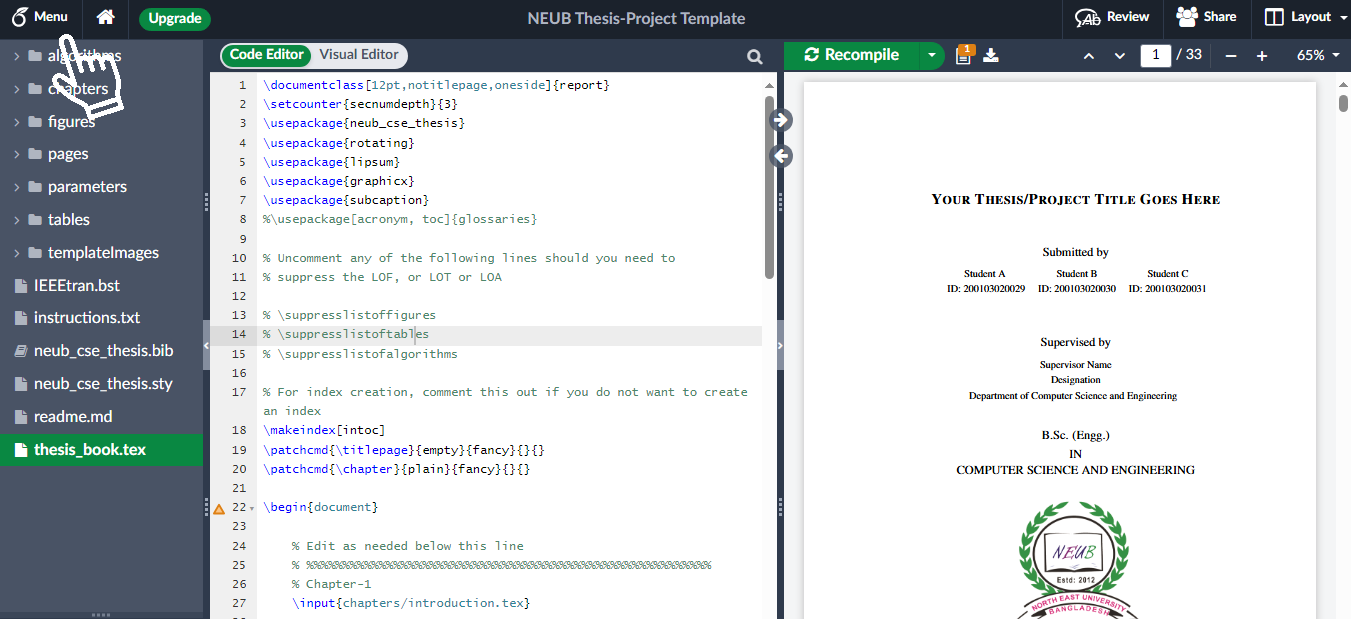 Menu
Upgrade
NEUB Thesis-Project Template
Review
Share
Layout
algorithms
chapters
figures
pages
parameters
tables
templateImages
IEEEtran.bst
instructions.txt
neub_cse_thesis.bib
neub_cse_thesis.sty
readme.md
thesis_book.tex
Code Editor Visual Editor
1 \documentclass[12pt,notitlepage,oneside]{report}
2 \setcounter{secnumdepth}{3}
3 \usepackage{neub_cse_thesis}
4 \usepackage{rotating}
5 \usepackage{lipsum}
6 \usepackage{graphicx}
7 \usepackage{subcaption}
8 %\usepackage[acronym, toc]{glossaries}
9
10 % Uncomment any of the following lines should you need to
11 % suppress the LOF, or LOT or LOA
12
13 % \suppresslistoffigures
14 % \suppresslistoftables
15 % \suppresslistofalgorithms
16
17 % For index creation, comment this out if you do not want to create
an index
18 \makeindex[intoc]
19 \patchcmd{\titlepage}{empty}{fancy}{}{}
20 \patchcmd{\chapter}{plain}{fancy}{}{}
21
22 \begin{document}
23
24 % Edit as needed below this line
25 % %%%%%%%%%%%%%%%%%%%%%%%%%%%%%%%%%%%%%%%%%%%%%%%%%%%%%%%%
26 % Chapter-1
27 \input{chapters/introduction.tex}
Recompile
1
1 / 33
65%
YOUR THESIS/PROJECT TITLE GOES HERE
Submitted by
Student A Student B Student C
ID: 200103020029 ID: 200103020030 ID: 200103020031
Supervised by
Supervisor Name
Designation
Department of Computer Science and Engineering
B.Sc. (Engg.)
IN
COMPUTER SCIENCE AND ENGINEERING
NEUB
Estd: 2012
NORTH EAST UNIVERSITY
BANGLADESH